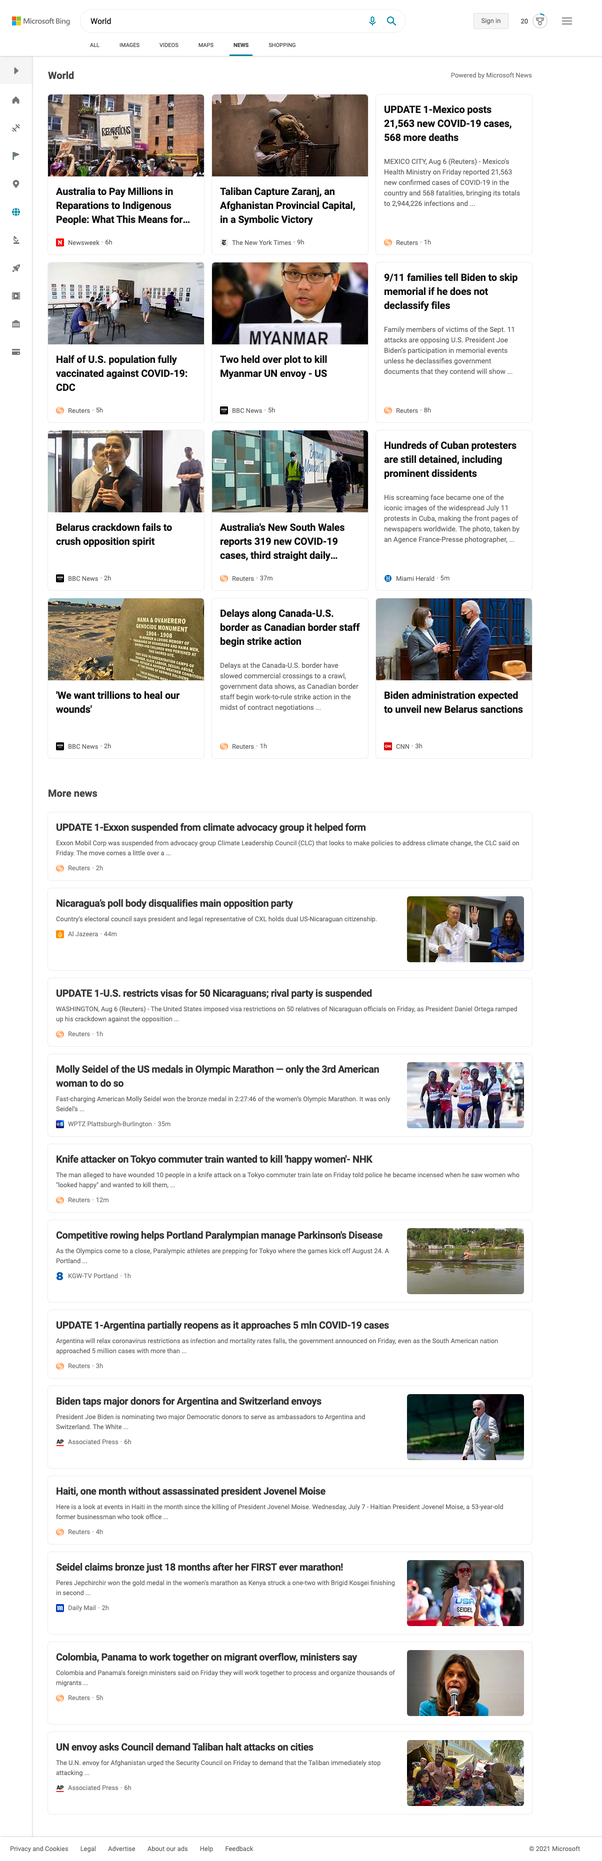 Microsoft Bing
World
Sign in
20
ALL
IMAGES
VIDEOS
MAPS
NEWS
SHOPPING
World
Powered by Microsoft News
REPARATIONS
Australia to Pay Millions in
Reparations to Indigenous
People: What This Means for...
Newsweek · 6h
Taliban Capture Zaranj, an
Afghanistan Provincial Capital,
in a Symbolic Victory
The New York Times · 9h
UPDATE 1-Mexico posts
21,563 new COVID-19 cases,
568 more deaths
MEXICO CITY, Aug 6 (Reuters) - Mexico's
Health Ministry on Friday reported 21,563
new confirmed cases of COVID-19 in the
country and 568 fatalities, bringing its totals
to 2,944,226 infections and ...
Reuters · 1h
Half of U.S. population fully
vaccinated against COVID-19:
CDC
Reuters · 5h
MYANMAR
Two held over plot to kill
Myanmar UN envoy - US
BBC News · 5h
9/11 families tell Biden to skip
memorial if he does not
declassify files
Family members of victims of the Sept. 11
attacks are opposing U.S. President Joe
Biden's participation in memorial events
unless he declassifies government
documents that they contend will show ...
Reuters · 8h
Belarus crackdown fails to
crush opposition spirit
BBC News · 2h
Australia's New South Wales
reports 319 new COVID-19
cases, third straight daily...
Reuters · 37m
Hundreds of Cuban protesters
are still detained, including
prominent dissidents
His screaming face became one of the
iconic images of the widespread July 11
protests in Cuba, making the front pages of
newspapers worldwide. The photo, taken by
an Agence France-Presse photographer, ...
Miami Herald · 5m
NAMA & OVAHERERO
GENOCIDE MONUMENT
1904 - 1908
'We want trillions to heal our
wounds'
BBC News · 2h
Delays along Canada-U.S.
border as Canadian border staff
begin strike action
Delays at the Canada-U.S. border have
slowed commercial crossings to a crawl,
government data shows, as Canadian border
staff begin work-to-rule strike action in the
midst of contract negotiations ...
Reuters · 1h
Biden administration expected
to unveil new Belarus sanctions
CNN · 3h
More news
UPDATE 1-Exxon suspended from climate advocacy group it helped form
Exxon Mobil Corp was suspended from advocacy group Climate Leadership Council (CLC) that looks to make policies to address climate change, the CLC said on
Friday. The move comes a little over a ...
Reuters · 2h
Nicaragua's poll body disqualifies main opposition party
Country's electoral council says president and legal representative of CXL holds dual US-Nicaraguan citizenship.
Al Jazeera · 44m
UPDATE 1-U.S. restricts visas for 50 Nicaraguans; rival party is suspended
WASHINGTON, Aug 6 (Reuters) - The United States imposed visa restrictions on 50 relatives of Nicaraguan officials on Friday, as President Daniel Ortega ramped
up his crackdown against the opposition ...
Reuters · 1h
Molly Seidel of the US medals in Olympic Marathon — only the 3rd American
woman to do so
Fast-charging American Molly Seidel won the bronze medal in 2:27:46 of the women's Olympic Marathon. It was only
Seidel's ...
WPTZ Plattsburgh-Burlington · 35m
Knife attacker on Tokyo commuter train wanted to kill 'happy women'- NHK
The man alleged to have wounded 10 people in a knife attack on a Tokyo commuter train late on Friday told police he became incensed when he saw women who
"looked happy" and wanted to kill them, ...
Reuters · 12m
Competitive rowing helps Portland Paralympian manage Parkinson's Disease
As the Olympics come to a close, Paralympic athletes are prepping for Tokyo where the games kick off August 24. A
Portland ...
8 KGW-TV Portland · 1h
UPDATE 1-Argentina partially reopens as it approaches 5 mln COVID-19 cases
Argentina will relax coronavirus restrictions as infection and mortality rates falls, the government announced on Friday, even as the South American nation
approached 5 million cases with more than ...
Reuters · 3h
Biden taps major donors for Argentina and Switzerland envoys
President Joe Biden is nominating two major Democratic donors to serve as ambassadors to Argentina and
Switzerland. The White ...
AP Associated Press · 6h
Haiti, one month without assassinated president Jovenel Moise
Here is a look at events in Haiti in the month since the killing of President Jovenel Moise. Wednesday, July 7 - Haitian President Jovenel Moise, a 53-year-old
former businessman who took office ...
Reuters · 4h
Seidel claims bronze just 18 months after her FIRST ever marathon!
Peres Jepchirchir won the gold medal in the women's marathon as Kenya struck a one-two with Brigid Kosgei finishing
in second ...
Daily Mail · 2h
USA
SEIDEL
Colombia, Panama to work together on migrant overflow, ministers say
Colombia and Panama's foreign ministers said on Friday they will work together to process and organize thousands of
migrants ...
Reuters · 5h
UN envoy asks Council demand Taliban halt attacks on cities
The U.N. envoy for Afghanistan urged the Security Council on Friday to demand that the Taliban immediately stop
attacking ...
AP Associated Press · 6h
Privacy and Cookies
Legal
Advertise
About our ads
Help
Feedback
© 2021 Microsoft